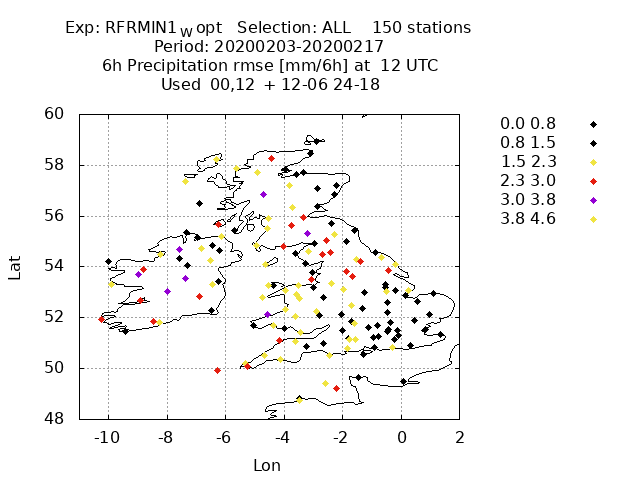 Exp: RFRMIN1Wopt Selection: ALL 150 stations
Period: 20200203-20200217
6h Precipitation rmse [mm/6h] at 12 UTC
Used 00,12 + 12-06 24-18
60
58
56
54
52
50
48
Lat
-10 -8 -6 -4 -2 0 2
Lon
0.0 0.8
0.8 1.5
1.5 2.3
2.3 3.0
3.0 3.8
3.8 4.6